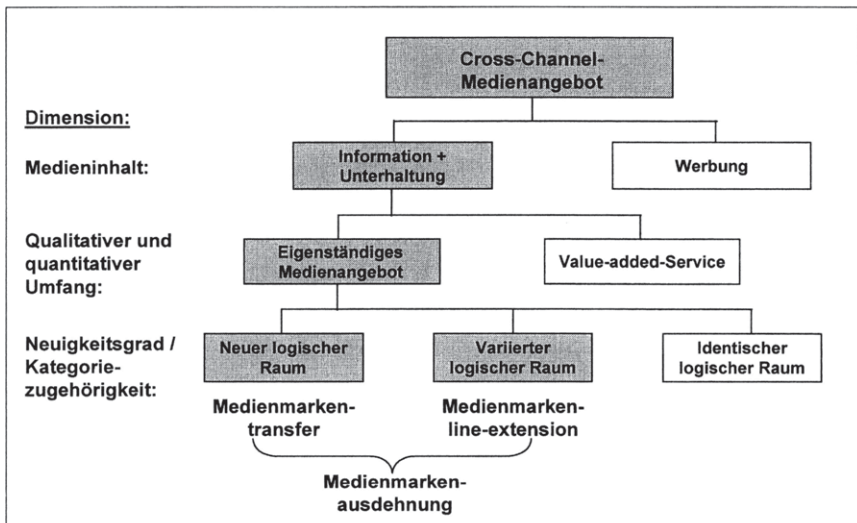 Cross-Channel-
Medienangebot
Dimension:
Medieninhalt:
Information +
Unterhaltung
Werbung
Qualitativer und
quantitativer
Umfang:
Eigenständiges
Medienangebot
Value-added-Service
Neuigkeitsgrad /
Kategorie-
zugehörigkeit:
Neuer logischer
Raum
Variierter
logischer Raum
Identischer
logischer Raum
Medienmarken-
transfer
Medienmarken-
line-extension
Medienmarken-
ausdehnung